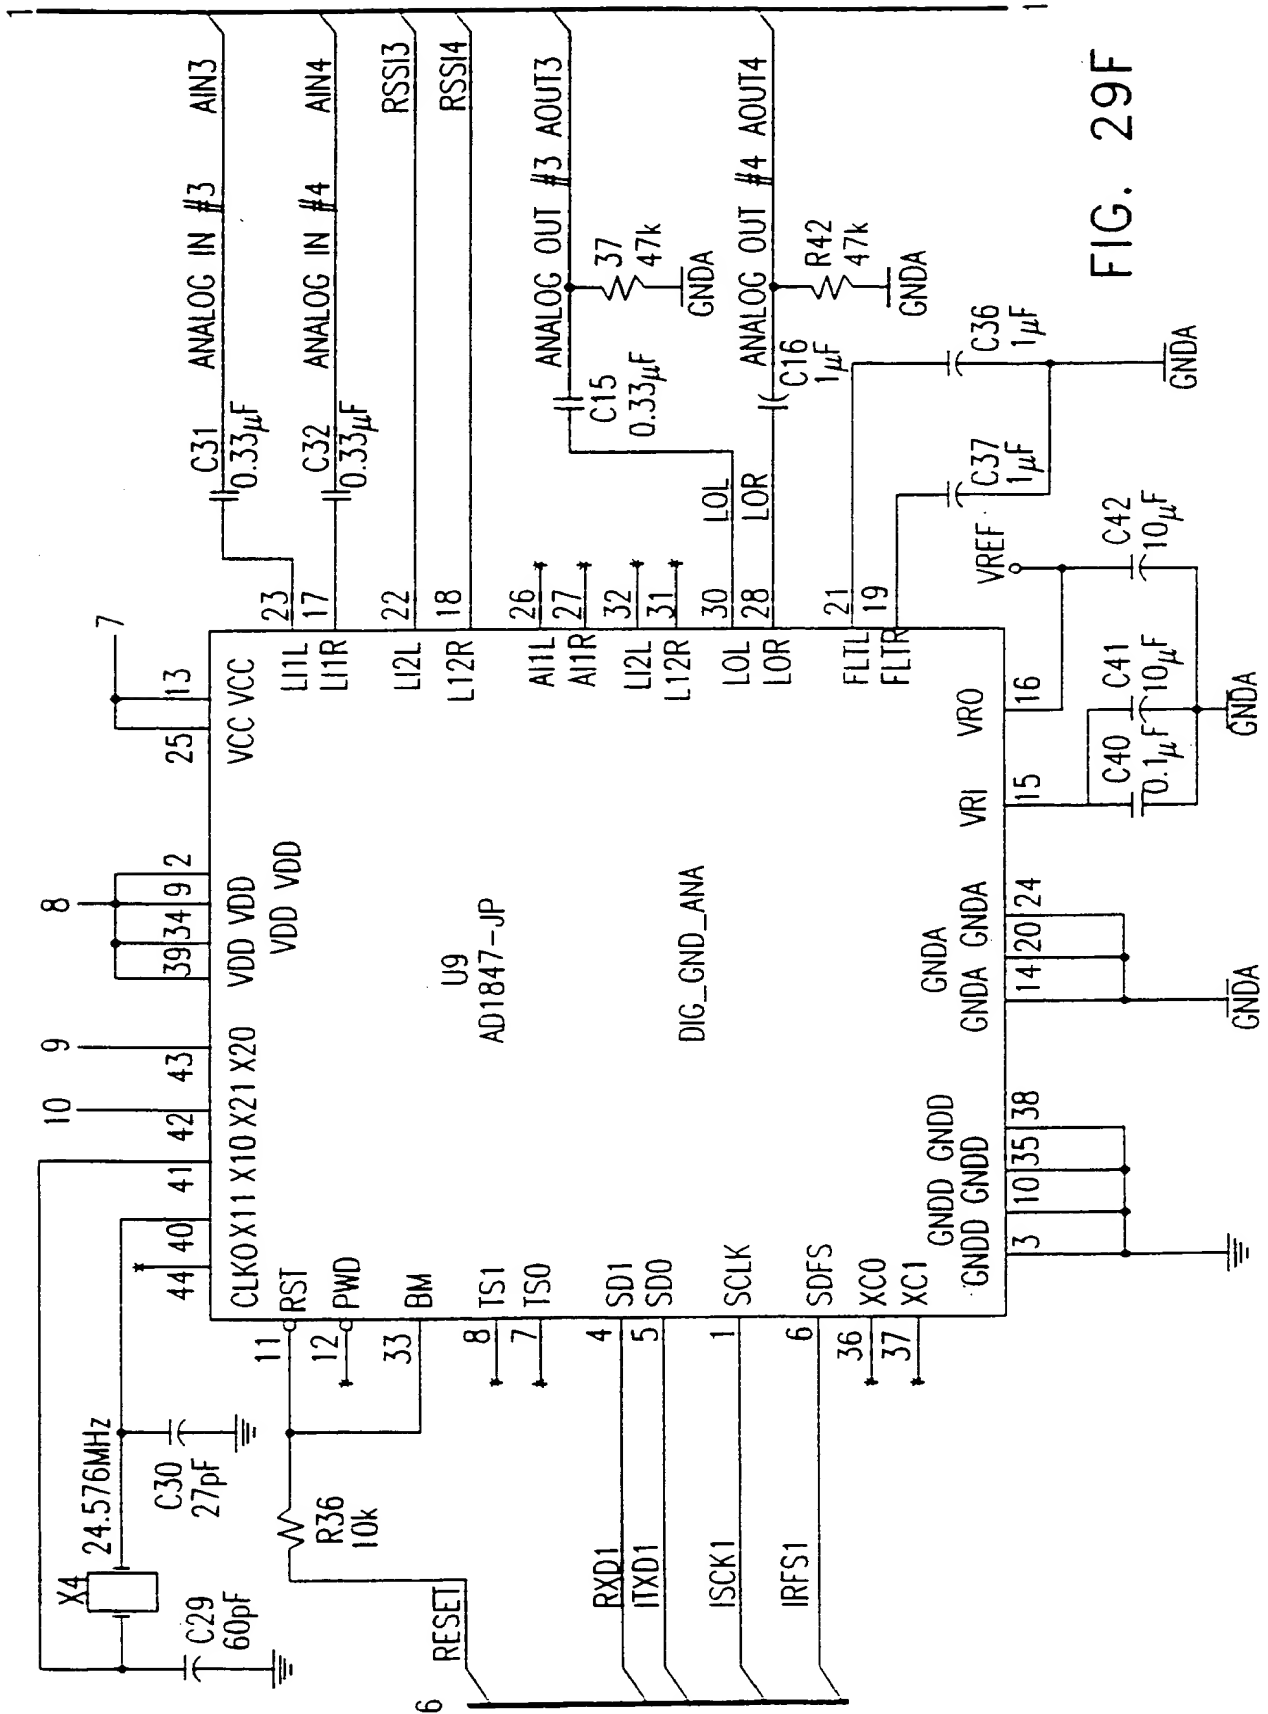 6
X4
24.576MHz
C29
60pF
C30
27pF
R36
10k
RESET
RXD1
ITXD1
ISCK1
IRFS1
11
12
33
8
7
4
5
1
6
36
37
RST
PWD
BM
TS1
TSO
SD1
SDO
SCLK
SDFS
XC0
XC1
10
9
8
7
44
40
41
42
43
39
34
9
2
25
13
CLKO X11 X10 X21 X20
VDD VDD
VDD VDD
VCC VCC
U9
AD1847-JP
DIG_GND_ANA
GNDD GNDD
GNDD GNDD
GNDA
GNDA GNDA
VRI
VRO
3
10
35
38
14
20
24
15
16
GNDA
C40
0.1µF
C41
10µF
C42
10µF
VREF
GNDA
LI1L
LI1R
LI2L
L12R
AI1L
AI1R
LI2L
L12R
LOL
LOR
FLTL
FLTR
23
17
22
18
26
27
32
31
30
28
21
19
LOL
LOR
C31
0.33µF
C32
0.33µF
ANALOG IN #3 AIN3
ANALOG IN #4 AIN4
RSSI3
RSSI4
C15
0.33µF
ANALOG OUT #3 AOUT3
37
47k
GNDA
C16
1µF
ANALOG OUT #4 AOUT4
R42
47k
GNDA
C37
1µF
C36
1µF
GNDA
1
1
FIG. 29F